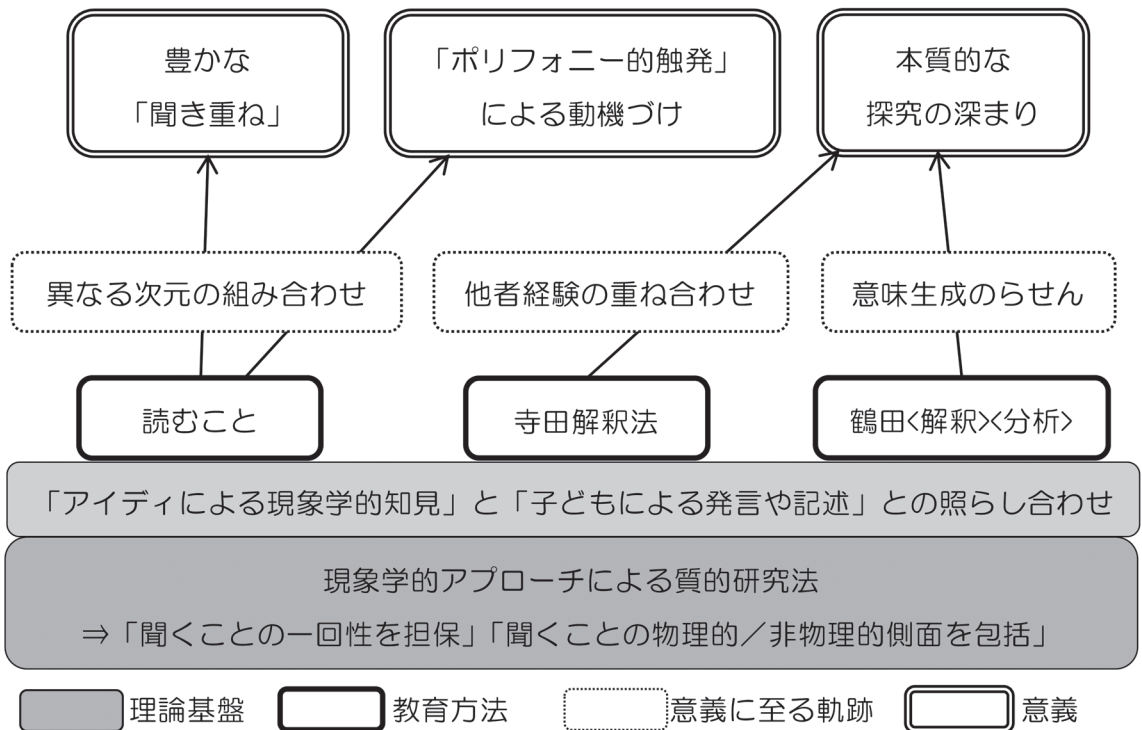 豊かな
「聞き重ね」
「ポリフォニー的触発」
による動機づけ
本質的な
探究の深まり
異なる次元の組み合わせ
他者経験の重ね合わせ
意味生成のらせん
読むこと
寺田解釈法
鶴田<解釈><分析>
「アイディによる現象学的知見」と「子どもによる発言や記述」との照らし合わせ
現象学的アプローチによる質的研究法
⇒「聞くことの一回性を担保」「聞くことの物理的／非物理的側面を包括」
理論基盤
教育方法
意義に至る軌跡
意義